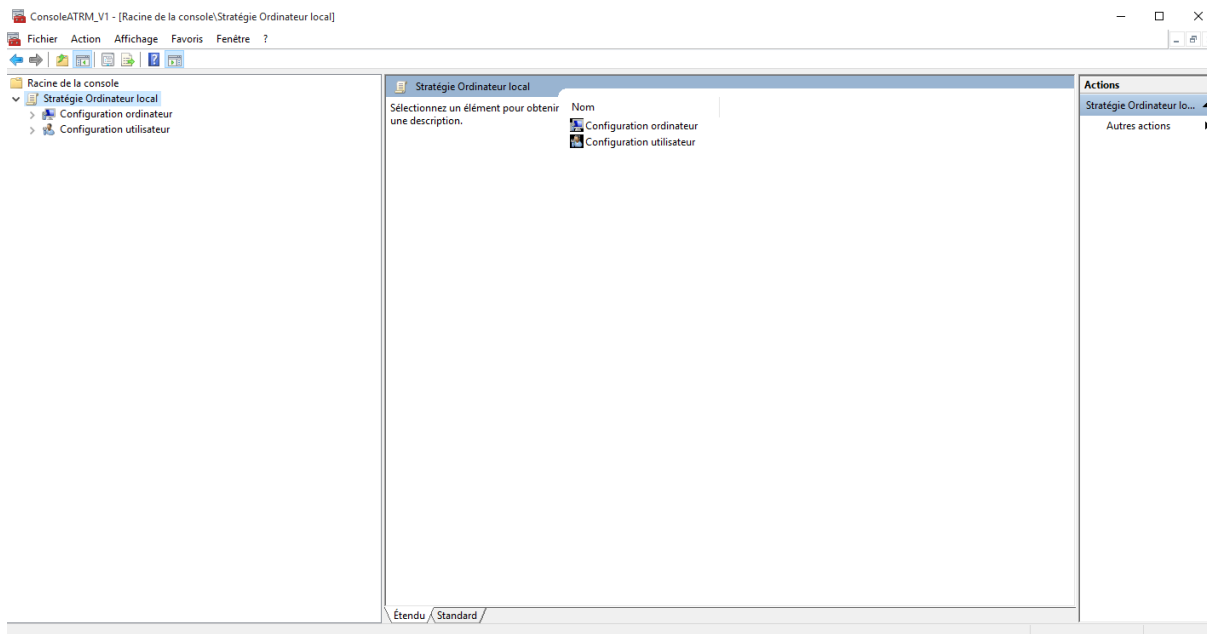 ConsoleATRM_V1 - [Racine de la console\Stratégie Ordinateur local]
Fichier Action Affichage Favoris Fenêtre ?
Racine de la console
Stratégie Ordinateur local
Configuration ordinateur
Configuration utilisateur
Stratégie Ordinateur local
Sélectionnez un élément pour obtenir
une description.
Nom
Configuration ordinateur
Configuration utilisateur
Étendu
Standard
Actions
Stratégie Ordinateur lo...
Autres actions